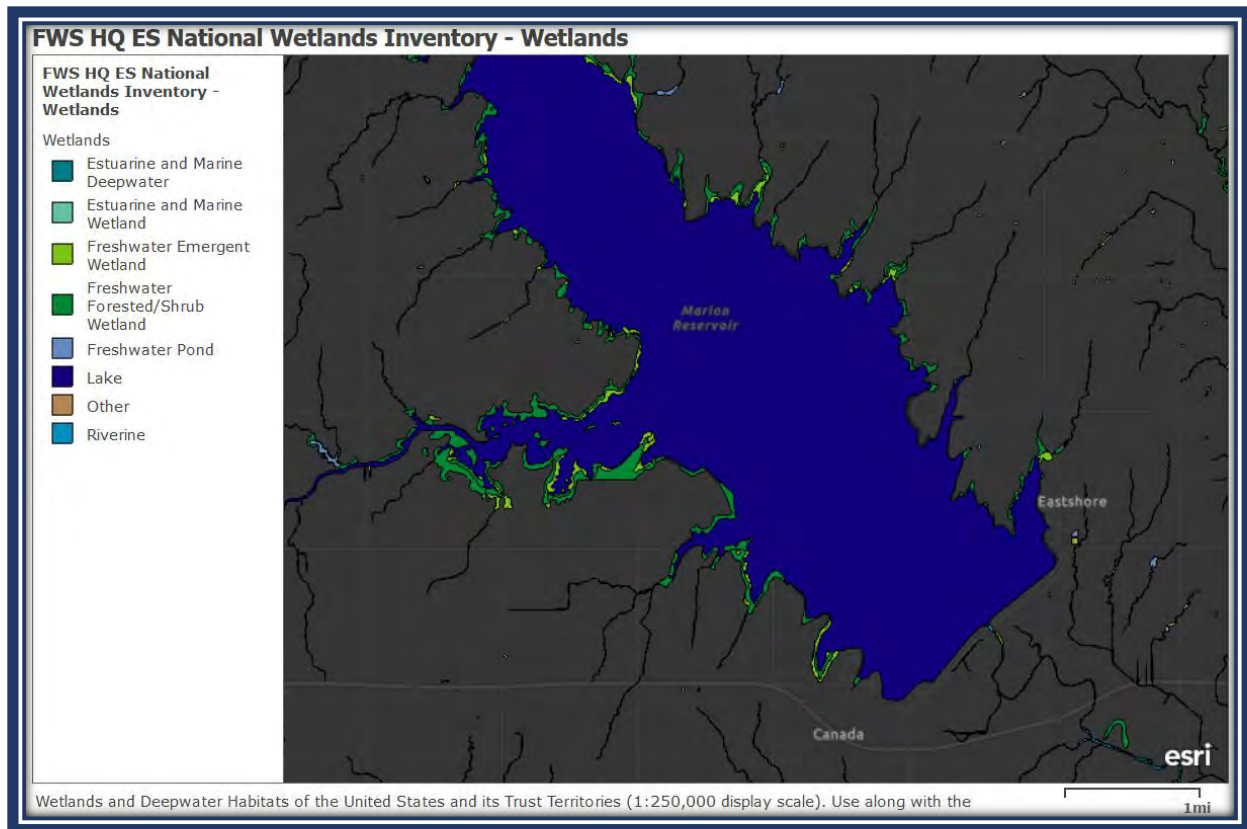 FWS HQ ES National Wetlands Inventory - Wetlands
FWS HQ ES National
Wetlands Inventory -
Wetlands
Wetlands
Estuarine and Marine
Deepwater
Estuarine and Marine
Wetland
Freshwater Emergent
Wetland
Freshwater
Forested/Shrub
Wetland
Freshwater Pond
Lake
Other
Riverine
Marion
Reservoir
Eastshore
Canada
esri
Wetlands and Deepwater Habitats of the United States and its Trust Territories (1:250,000 display scale). Use along with the
1mi